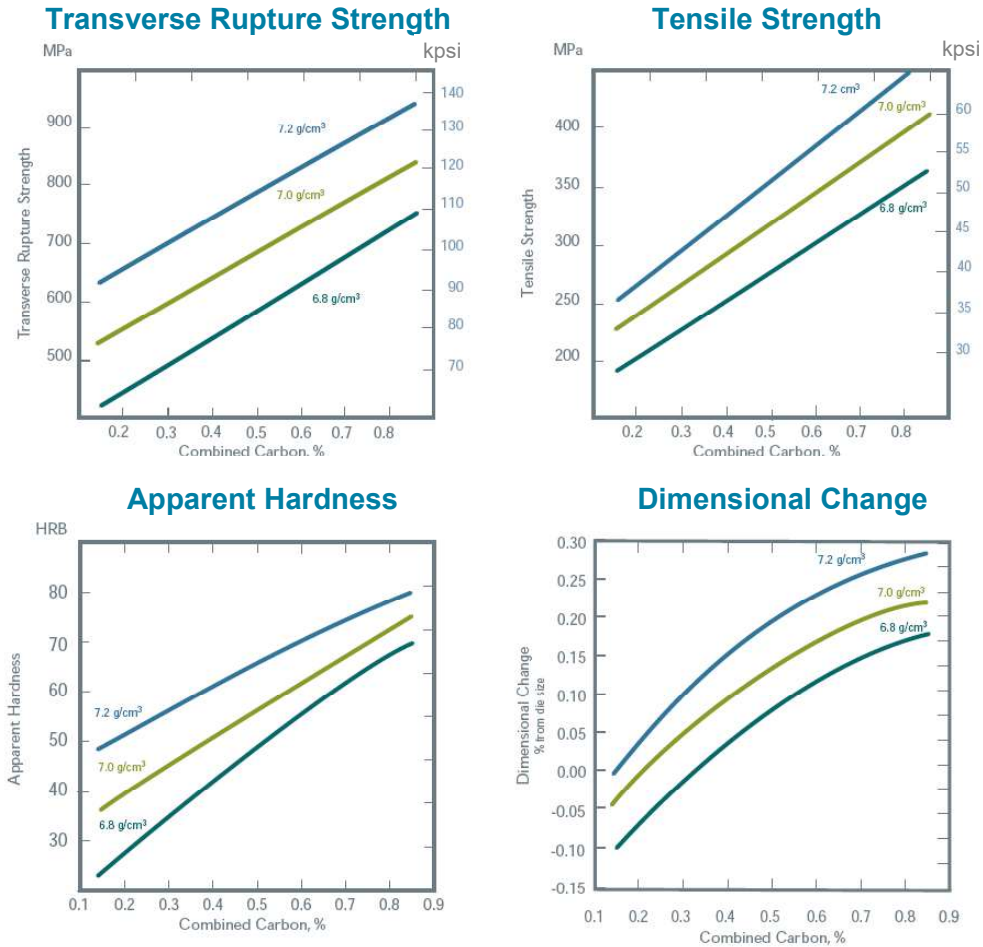 Transverse Rupture Strength
MPa
kpsi
Transverse Rupture Strength
900
800
700
600
500
140
130
120
110
100
90
80
70
7.2 g/cm³
7.0 g/cm³
6.8 g/cm³
0.2 0.3 0.4 0.5 0.6 0.7 0.8
Combined Carbon, %
Tensile Strength
MPa
kpsi
Tensile Strength
400
350
300
250
200
60
55
50
45
40
35
30
7.2 cm³
7.0 g/cm³
6.8 g/cm³
0.2 0.3 0.4 0.5 0.6 0.7 0.8
Combined Carbon, %
Apparent Hardness
HRB
Apparent Hardness
80
70
60
50
40
30
7.2 g/cm³
7.0 g/cm³
6.8 g/cm³
0.1 0.2 0.3 0.4 0.5 0.6 0.7 0.8 0.9
Combined Carbon, %
Dimensional Change
Dimensional Change
% from die size
0.30
0.25
0.20
0.15
0.10
0.05
0.00
-0.05
-0.10
-0.15
7.2 g/cm³
7.0 g/cm³
6.8 g/cm³
0.1 0.2 0.3 0.4 0.5 0.6 0.7 0.8 0.9
Combined Carbon, %